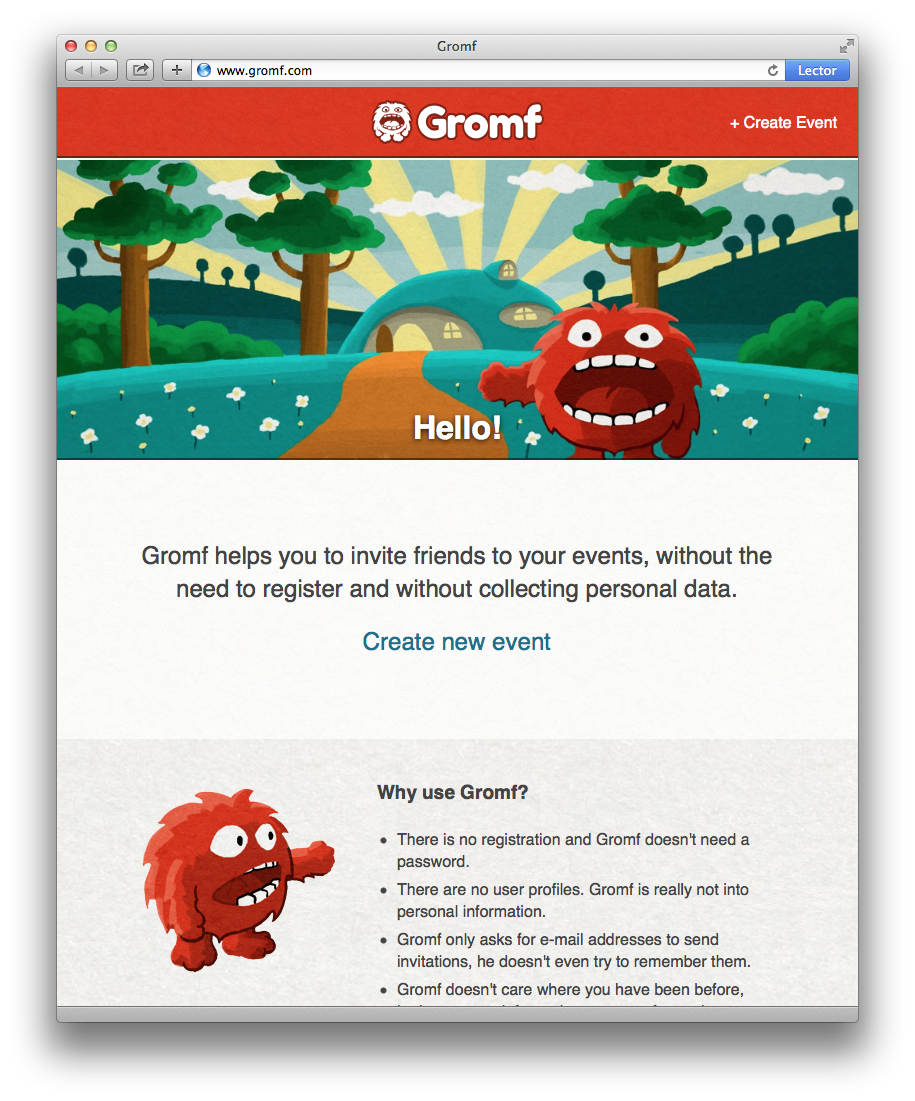 Gromf
www.gromf.com
Lector
Gromf
+ Create Event
Hello!
Gromf helps you to invite friends to your events, without the
need to register and without collecting personal data.
Create new event
Why use Gromf?
• There is no registration and Gromf doesn't need a
password.
• There are no user profiles. Gromf is really not into
personal information.
• Gromf only asks for e-mail addresses to send
invitations, he doesn't even try to remember them.
• Gromf doesn't care where you have been before,